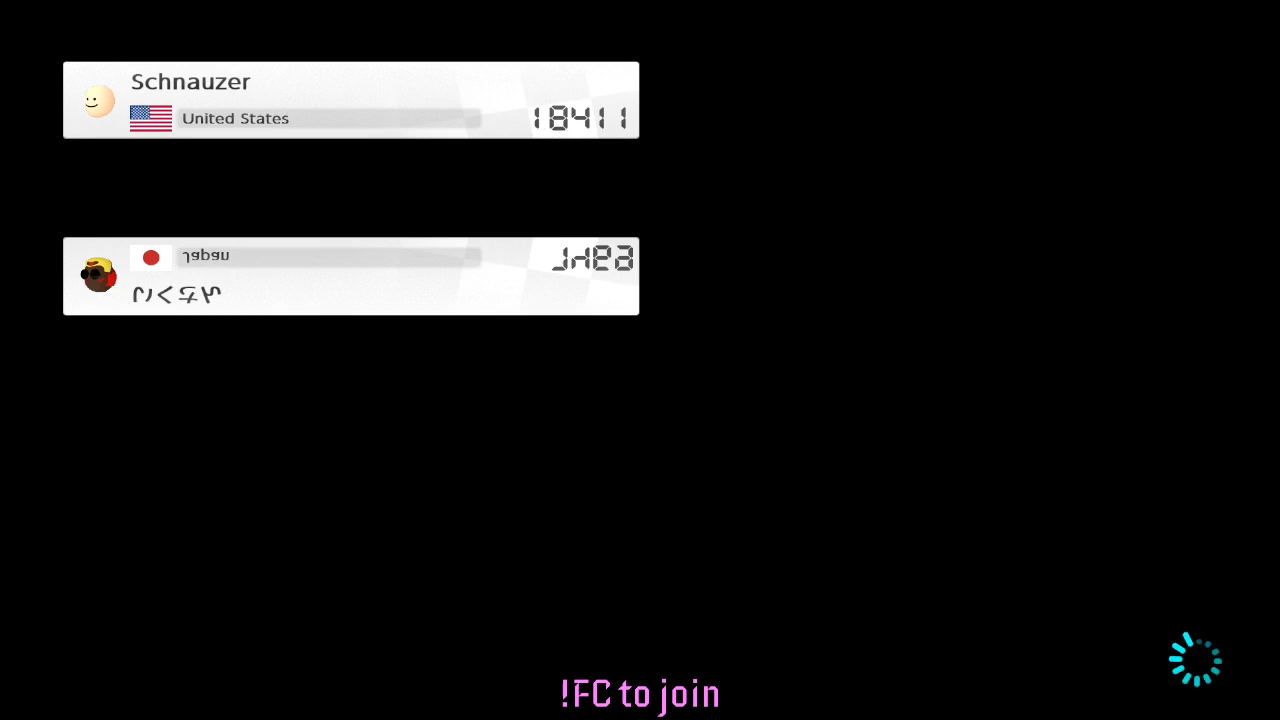 Schnauzer
United States
18411
Japan
!FC to join